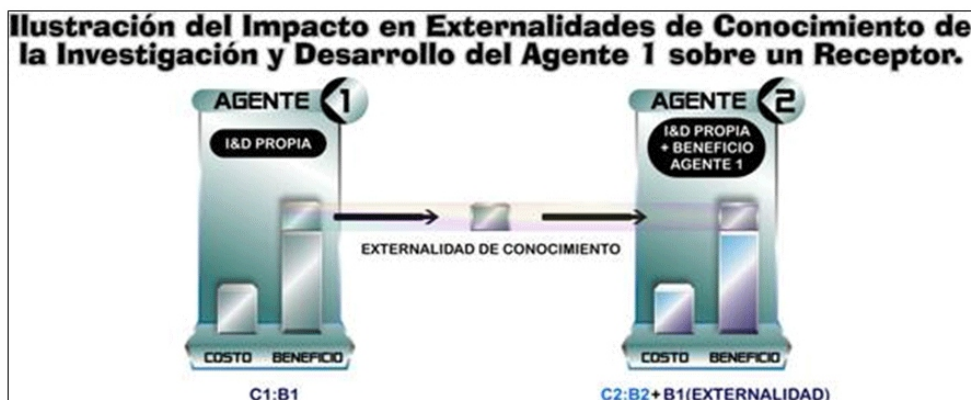 Ilustración del Impacto en Externalidades de Conocimiento de
la Investigación y Desarrollo del Agente 1 sobre un Receptor.
AGENTE 1
I&D PROPIA
COSTO BENEFICIO
C1:B1
EXTERNALIDAD DE CONOCIMIENTO
AGENTE 2
I&D PROPIA
+ BENEFICIO
AGENTE 1
COSTO BENEFICIO
C2:B2+B1(EXTERNALIDAD)